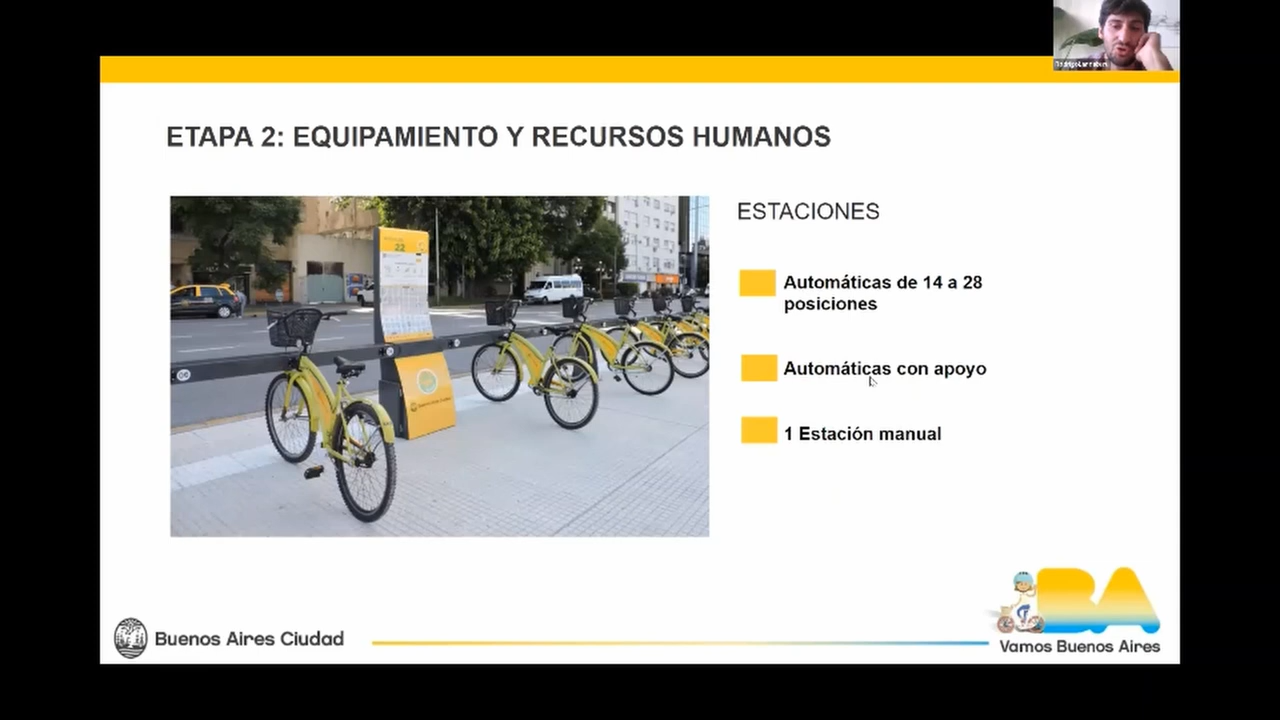 ETAPA 2: EQUIPAMIENTO Y RECURSOS HUMANOS
22
ESTACIONES
Automáticas de 14 a 28
posiciones
Automáticas con apoyo
1 Estación manual
Buenos Aires Ciudad
BA
Vamos Buenos Aires